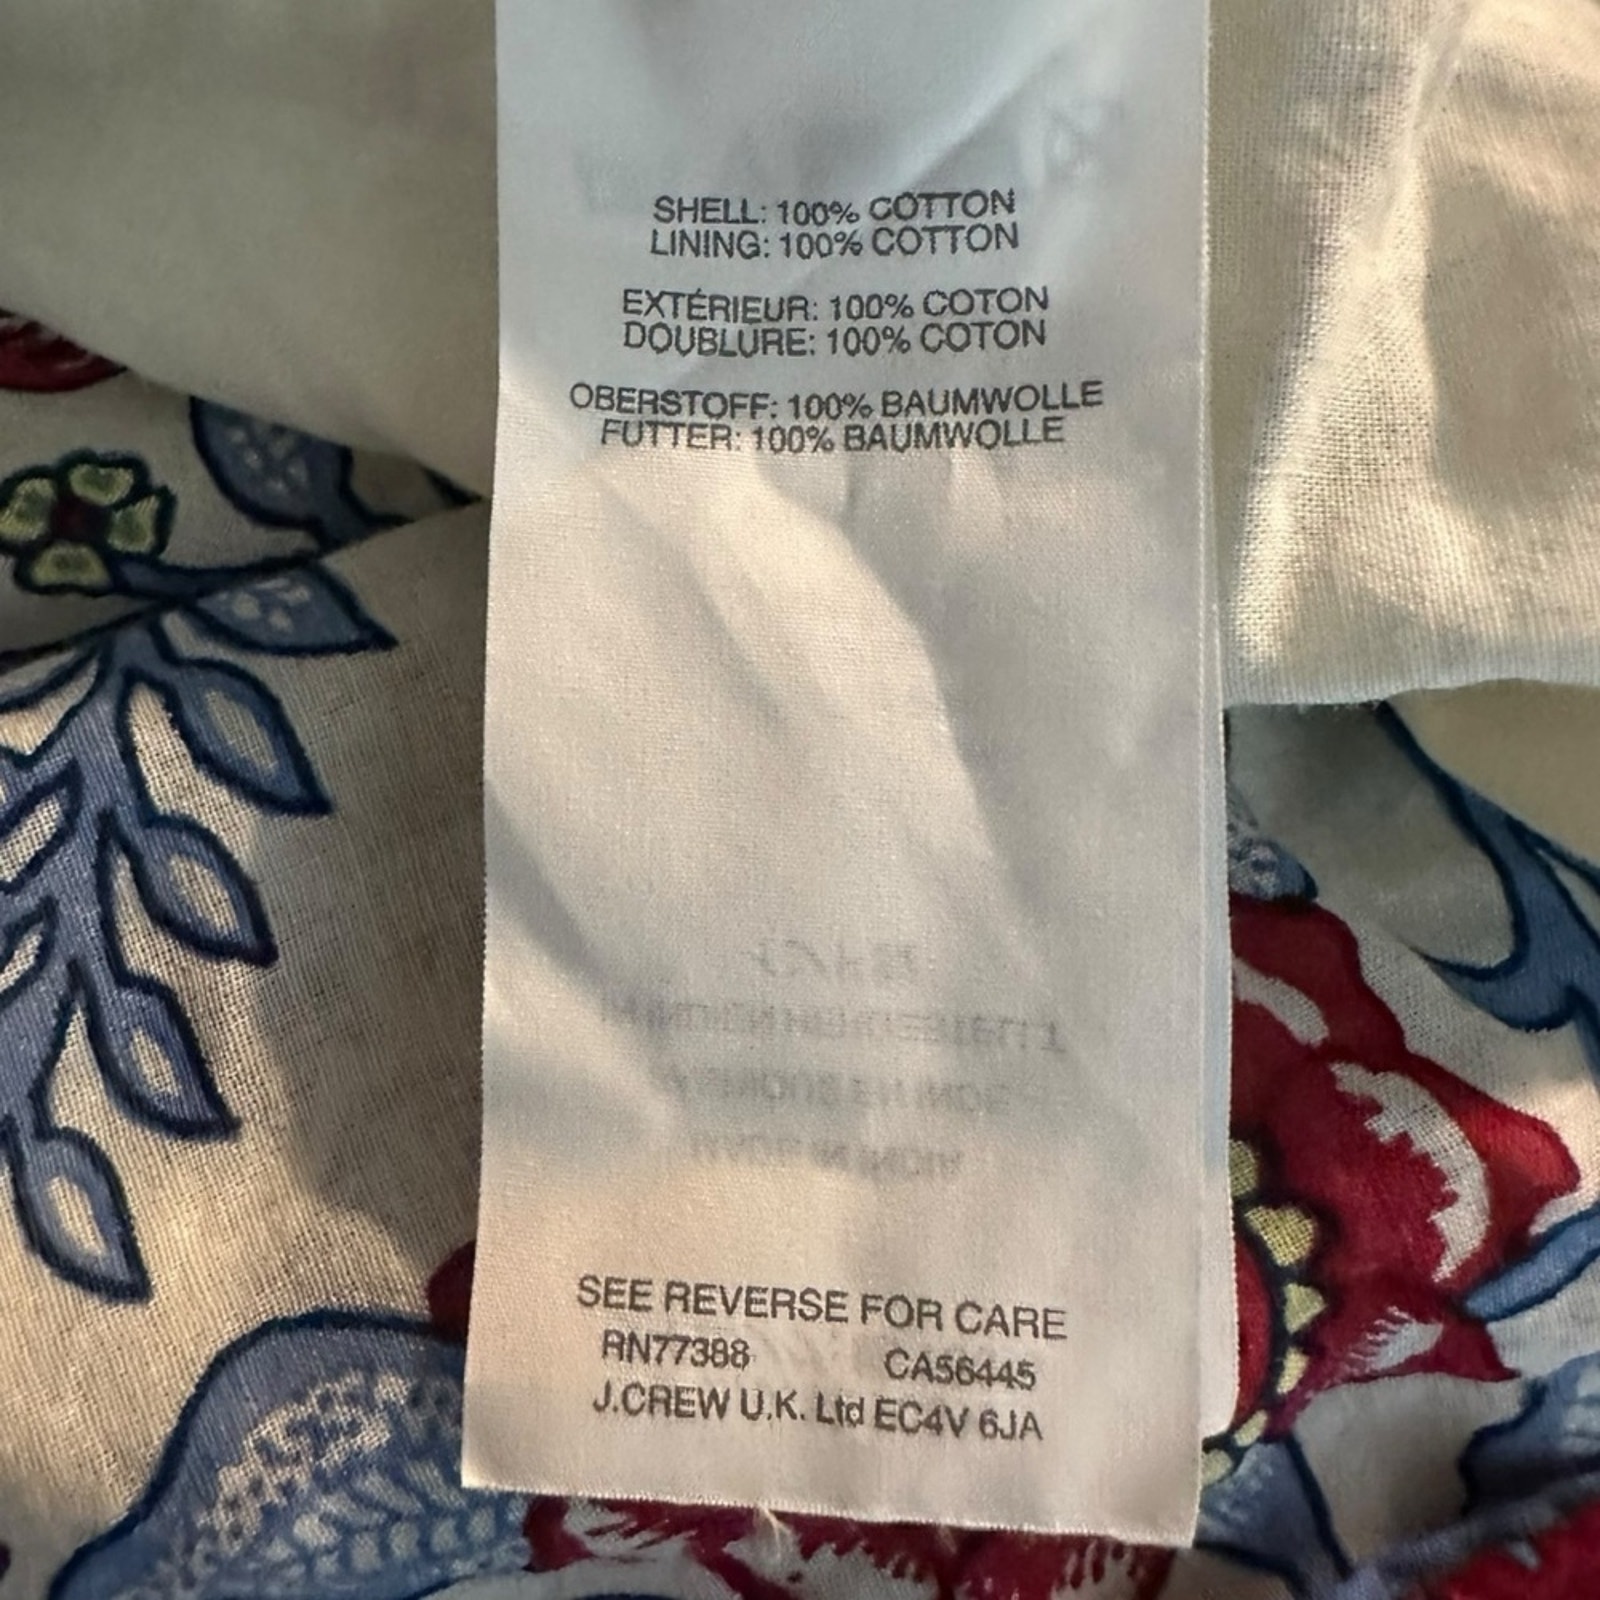 SHELL: 100% COTTON
LINING: 100% COTTON
EXTÉRIEUR: 100% COTON
DOUBLURE: 100% COTON
OBERSTOFF: 100% BAUMWOLLE
FUTTER: 100% BAUMWOLLE
SEE REVERSE FOR CARE
RN77388 CA56445
J.CREW U.K. Ltd EC4V 6JA